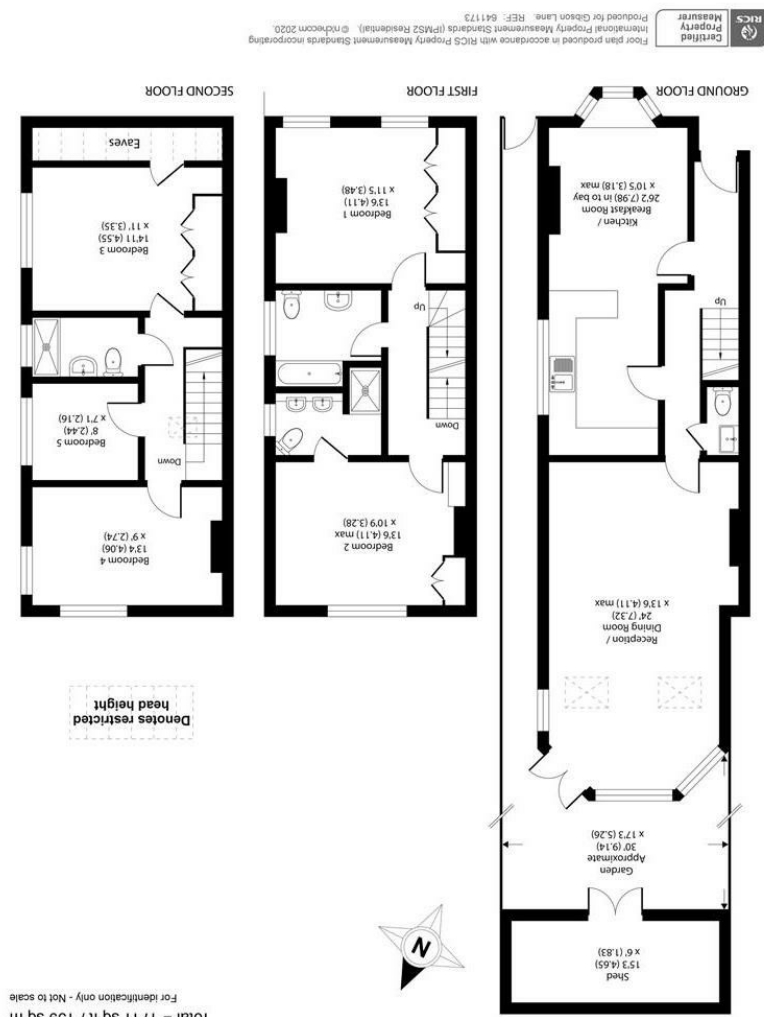 Total = 1711 sq ft / 159 sq m
For identification only - Not to scale
Shed
15'3 (4.65)
x 6' (1.83)
N
Garden
Approximate
30' (9.14)
x 17'3 (5.26)
Denotes restricted
head height
Reception /
Dining Room
24' (7.32)
x 13'6 (4.11) max
Kitchen /
Breakfast Room
26'2 (7.98) in to bay
x 10'5 (3.18) max
Up
GROUND FLOOR
Bedroom 2
13'6 (4.11) max
x 10'9 (3.28)
Down
Up
Bedroom 1
13'6 (4.11)
x 11'5 (3.48)
FIRST FLOOR
Bedroom 4
13'4 (4.06)
x 9' (2.74)
Down
Bedroom 5
8' (2.44)
x 7'1 (2.16)
Bedroom 3
14'11 (4.55)
x 11' (3.35)
Eaves
SECOND FLOOR
RICS
Certified
Property
Measurer
Floor plan produced in accordance with RICS Property Measurement Standards incorporating
International Property Measurement Standards (IPMS2 Residential). © nichecom 2020.
Produced for Gibson Lane. REF: 641173